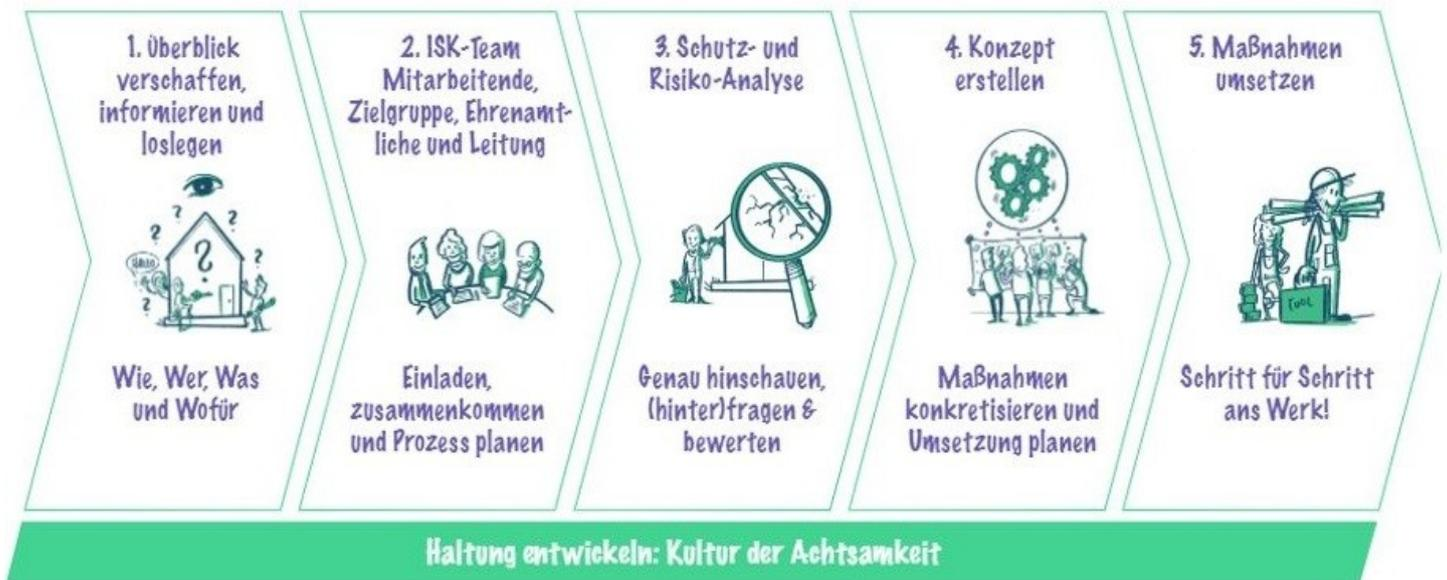 1. Überblick
verschaffen,
informieren und
loslegen
HALLO
Wie, Wer, Was
und Wofür
2. ISK-Team
Mitarbeitende,
Zielgruppe, Ehrenamt-
liche und Leitung
Einladen,
zusammenkommen
und Prozess planen
3. Schutz- und
Risiko-Analyse
Genau hinschauen,
(hinter)fragen &
bewerten
4. Konzept
erstellen
Maßnahmen
konkretisieren und
Umsetzung planen
5. Maßnahmen
umsetzen
TOOL
Schritt für Schritt
ans Werk!
Haltung entwickeln: Kultur der Achtsamkeit